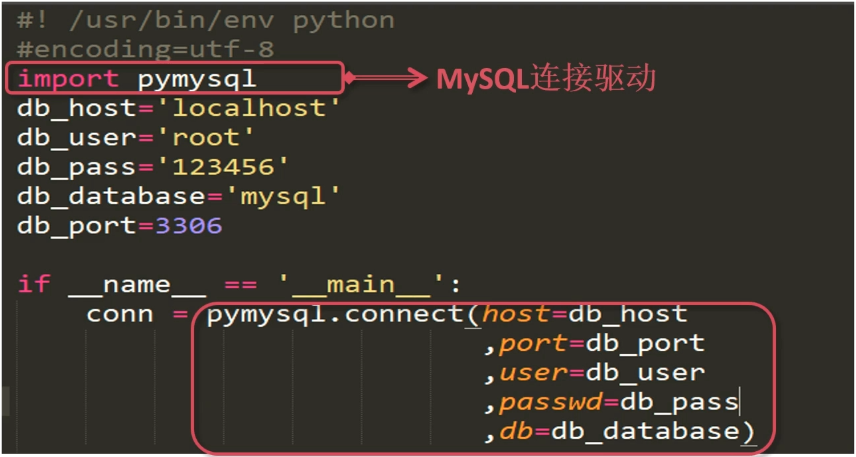 #! /usr/bin/env python
#encoding=utf-8
import pymysql MySQL连接驱动
db_host='localhost'
db_user='root'
db_pass='123456'
db_database='mysql'
db_port=3306
if __name__ == '__main__':
conn = pymysql.connect(host=db_host
,port=db_port
,user=db_user
,passwd=db_pass
,db=db_database)